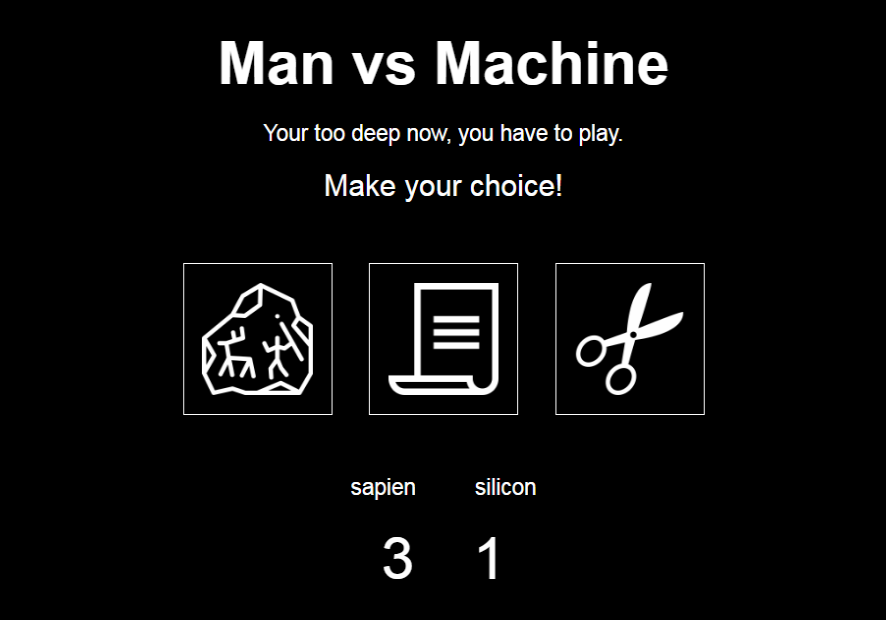 Man vs Machine
Your too deep now, you have to play.
Make your choice!
sapien silicon
3 1